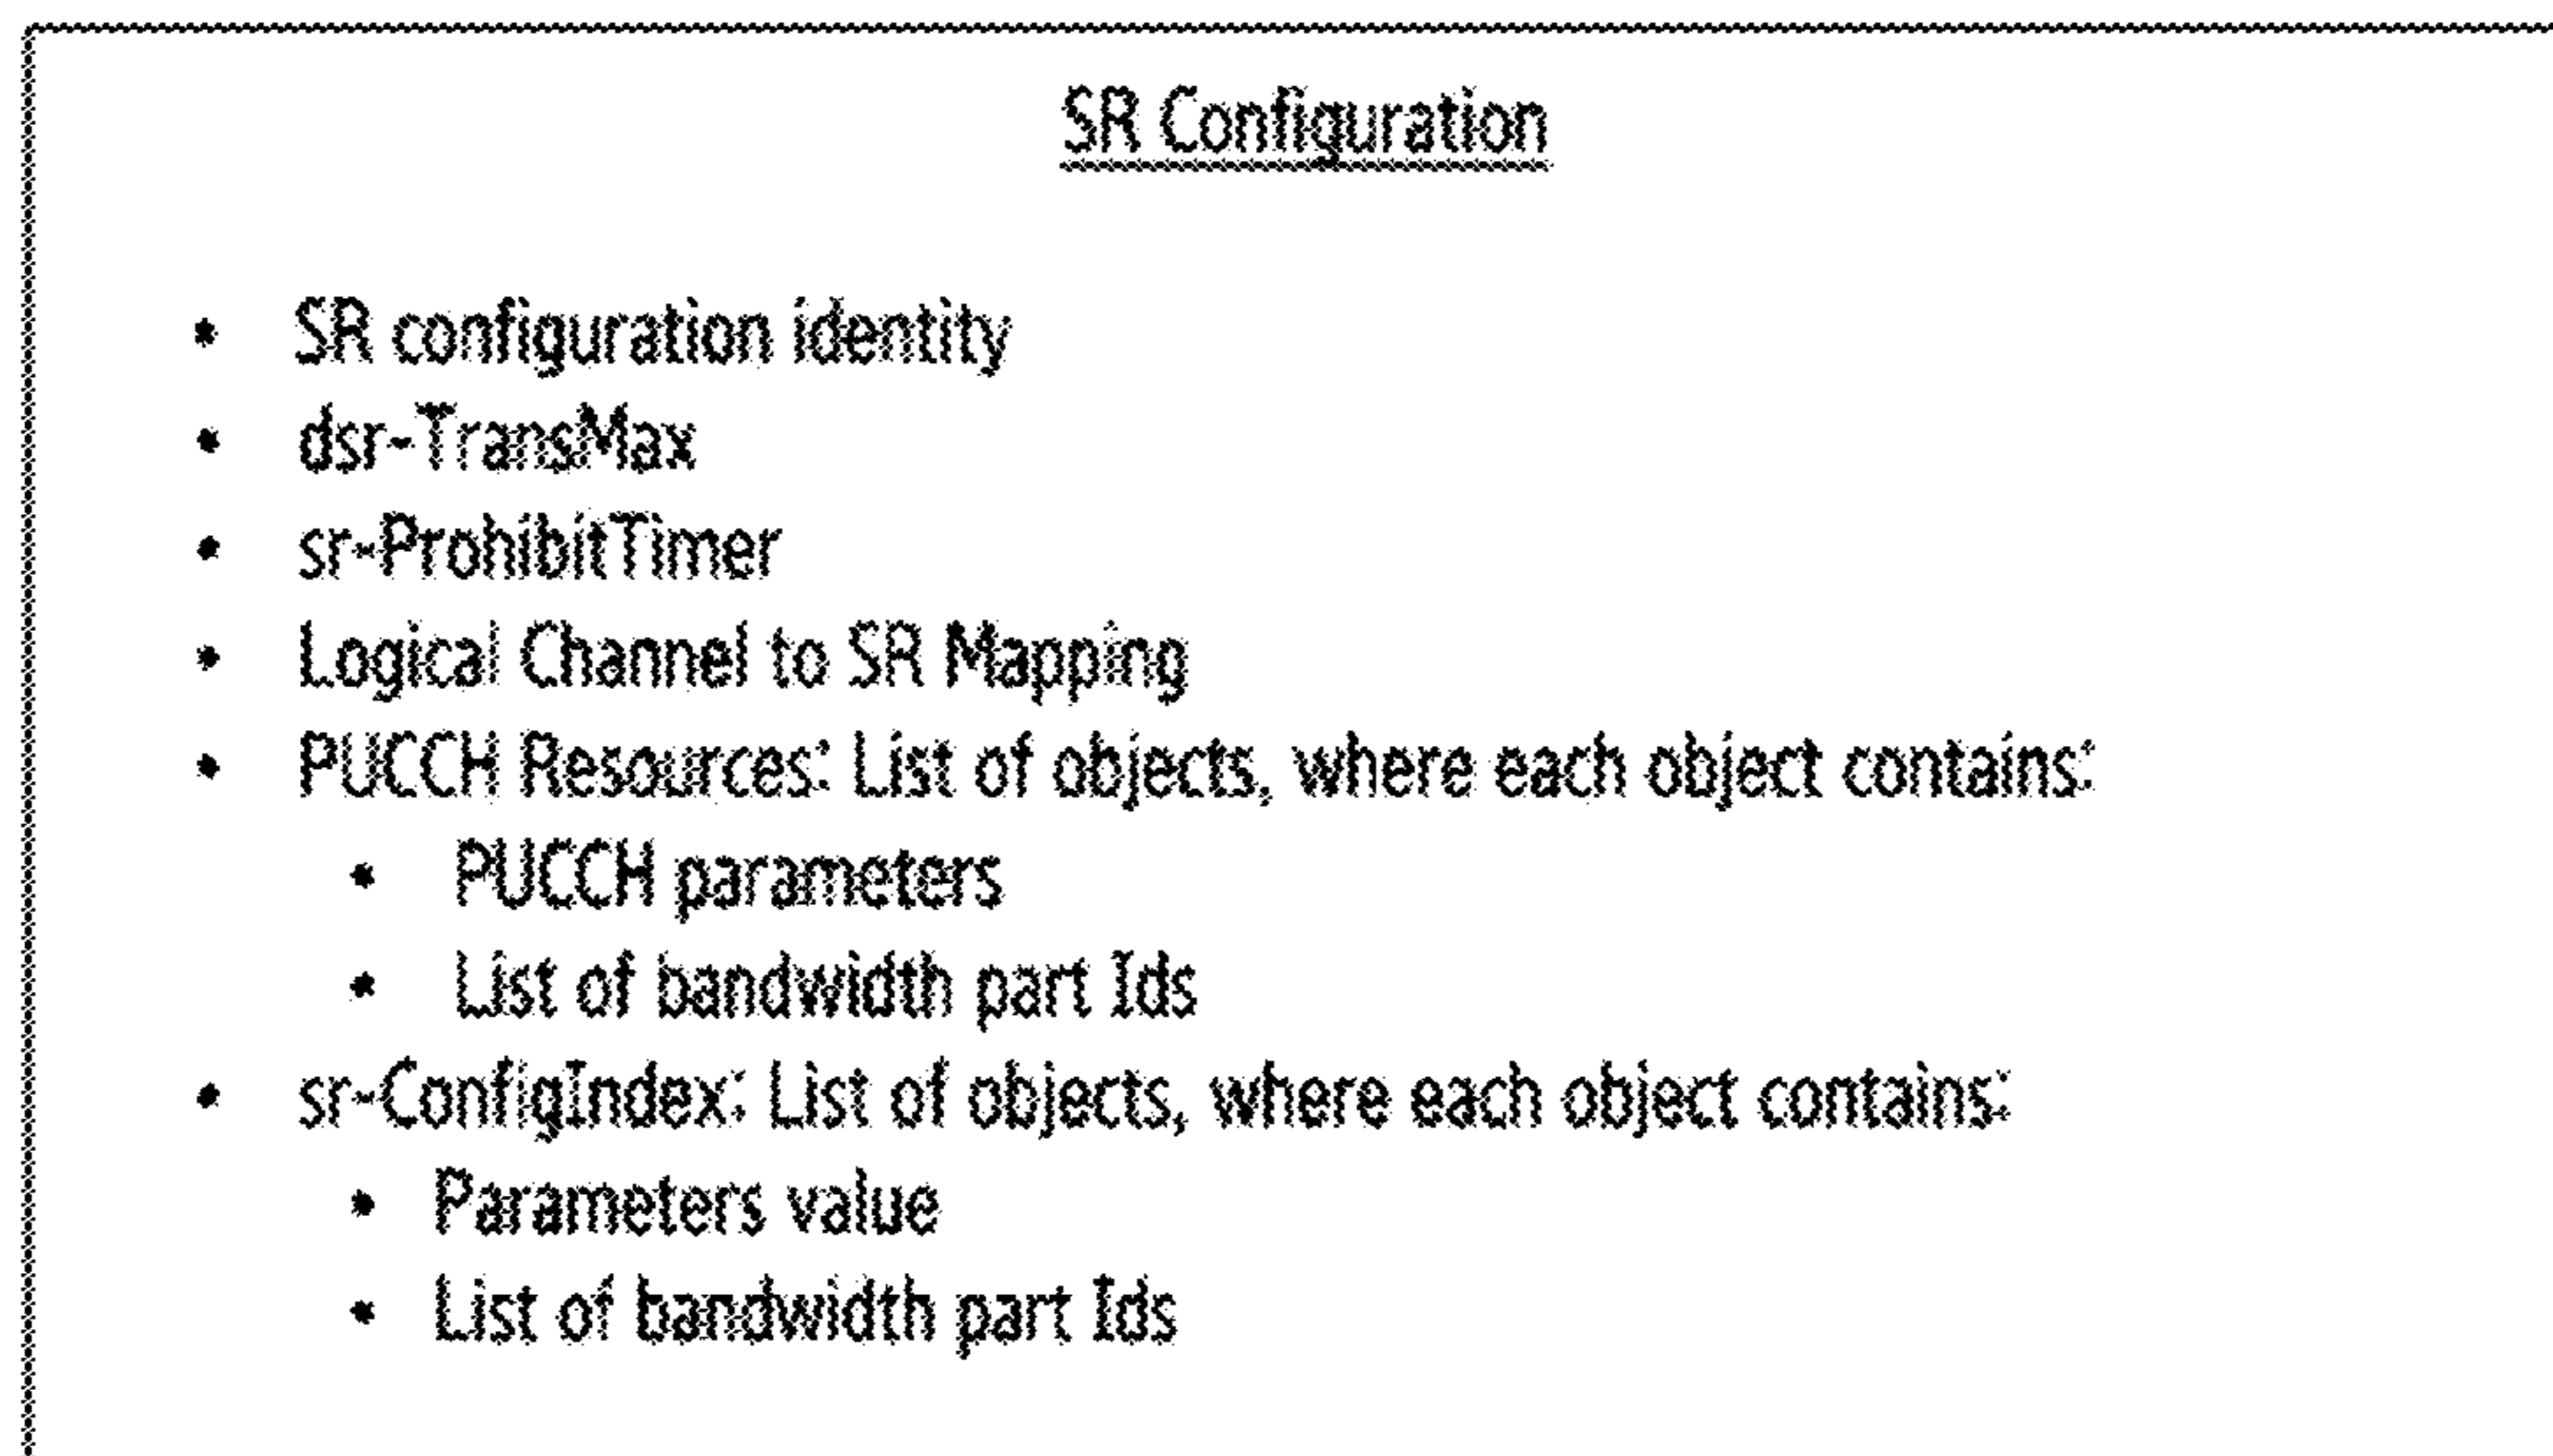 SR Configuration
• SR configuration identity
• dsr-TransMax
• sr-ProhibitTimer
• Logical Channel to SR Mapping
• PUCCH Resources: List of objects, where each object contains:
• PUCCH parameters
• List of bandwidth part Ids
• sr-ConfigIndex: List of objects, where each object contains:
• Parameters value
• List of bandwidth part Ids